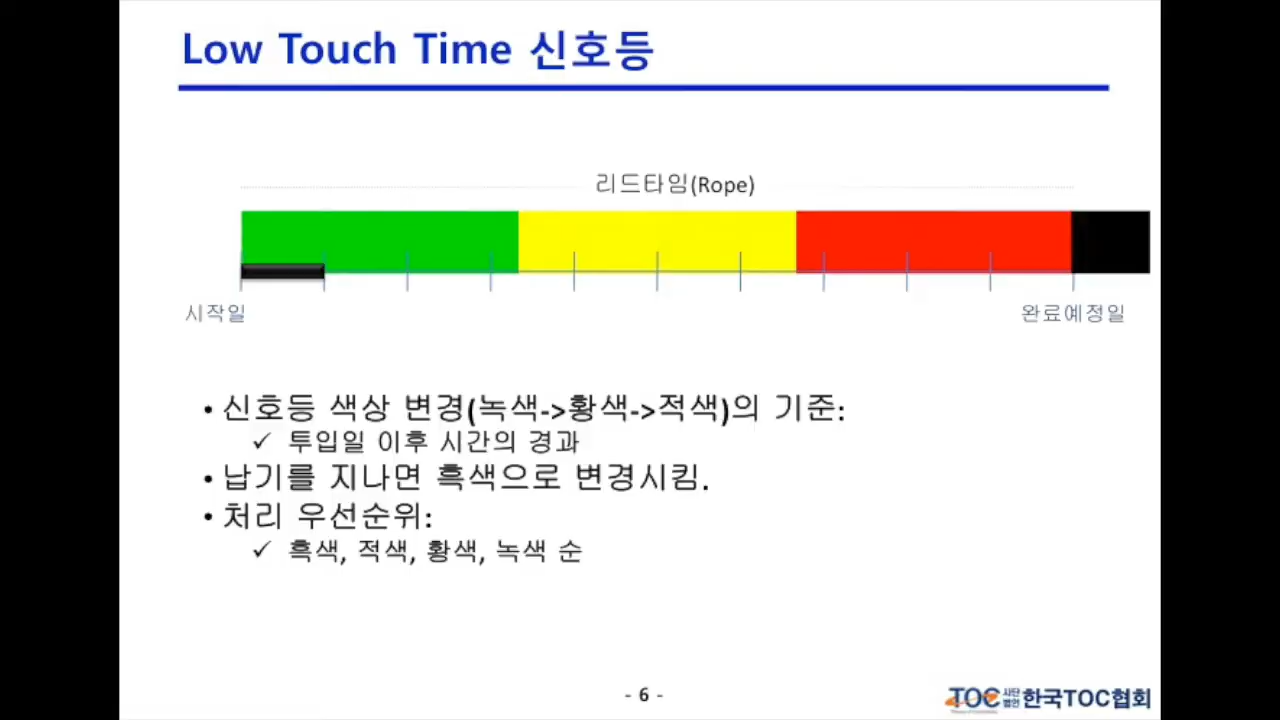 Low Touch Time 신호등
리드타임(Rope)
시작일
완료예정일
• 신호등 색상 변경(녹색->황색->적색)의 기준:
✓ 투입일 이후 시간의 경과
• 납기를 지나면 흑색으로 변경시킴.
• 처리 우선순위:
✓ 흑색, 적색, 황색, 녹색 순
- 6 -
TOC 사단법인 한국TOC협회